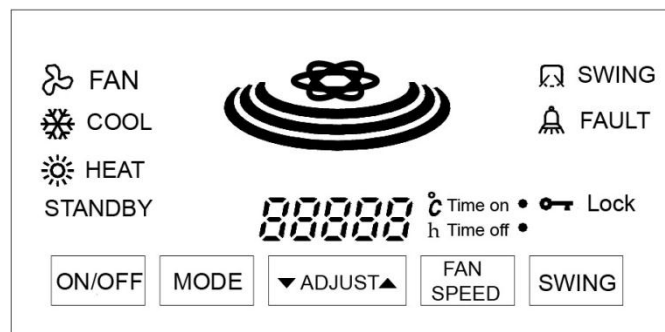 FAN
SWING
COOL
FAULT
HEAT
STANDBY
88888 °C Time on • Lock
h Time off •
ON/OFF
MODE
▼ADJUST▲
FAN
SPEED
SWING